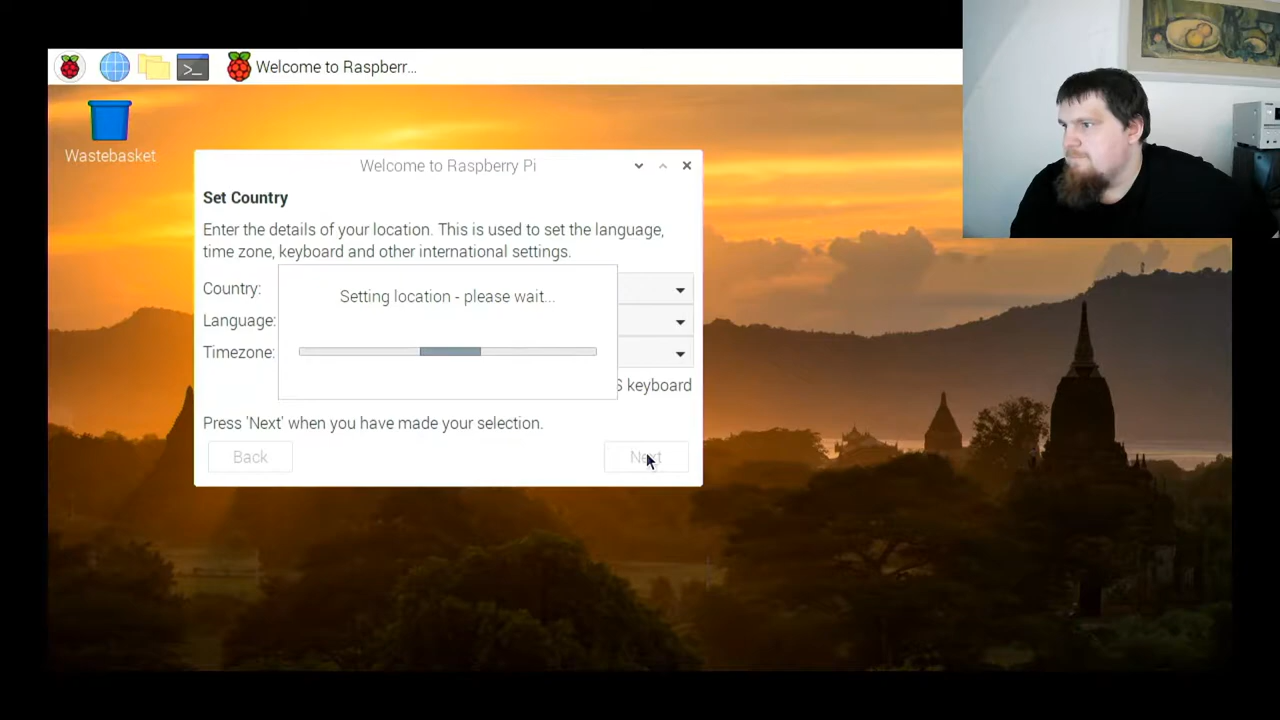 Welcome to Raspberr...
Wastebasket
Welcome to Raspberry Pi
Set Country
Enter the details of your location. This is used to set the language,
time zone, keyboard and other international settings.
Country:
Setting location - please wait...
Language:
Timezone:
S keyboard
Press 'Next' when you have made your selection.
Back
Next